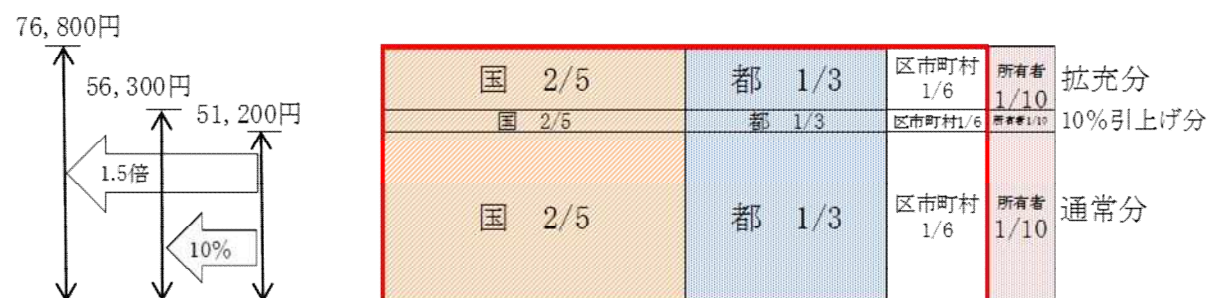 76,800円
56,300円
51,200円
1.5倍
10%
国 2/5
都 1/3
区市町村
1/6
所有者
1/10
拡充分
国 2/5
都 1/3
区市町村1/6
所有者1/10
10%引上げ分
国 2/5
都 1/3
区市町村
1/6
所有者
1/10
通常分